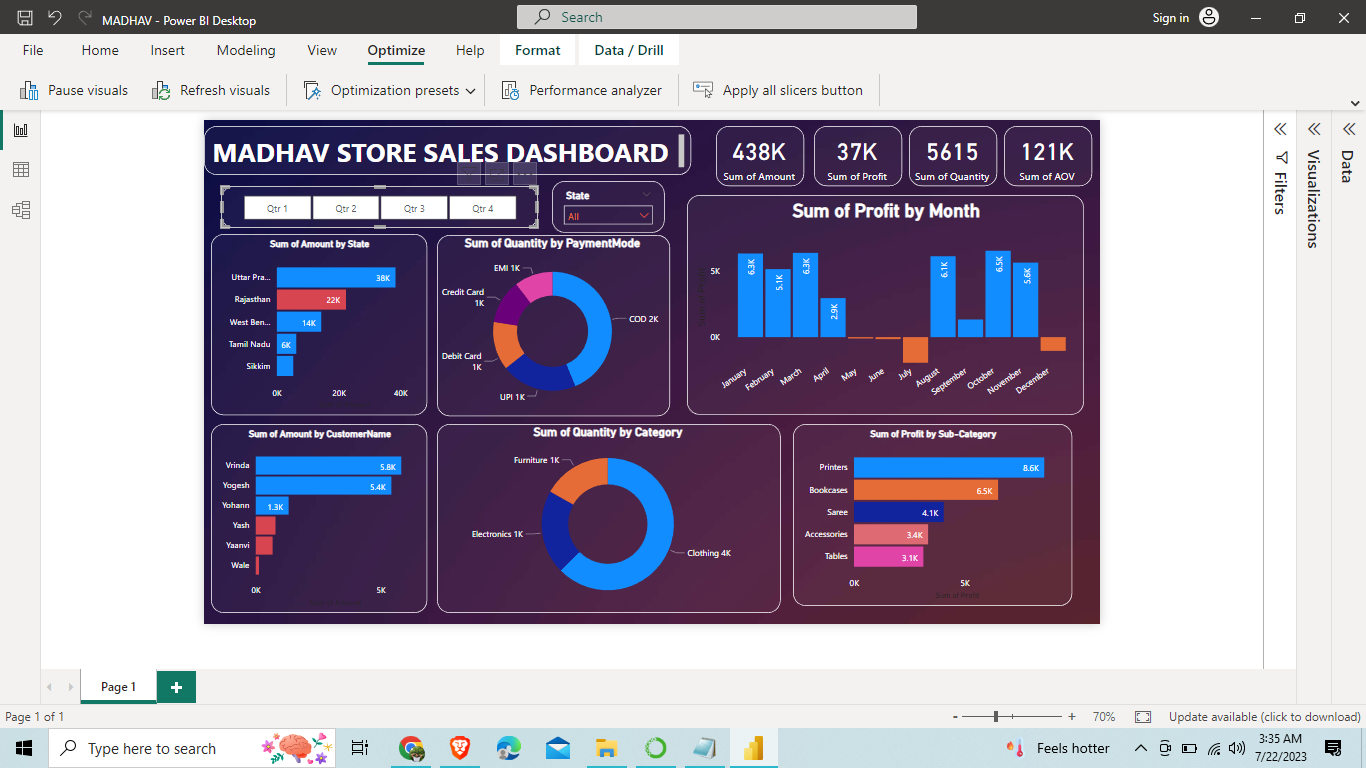 MADHAV - Power BI Desktop
Search
Sign in
File Home Insert Modeling View Optimize Help Format Data / Drill
Pause visuals Refresh visuals Optimization presets Performance analyzer Apply all slicers button
MADHAV STORE SALES DASHBOARD
438K
Sum of Amount
37K
Sum of Profit
5615
Sum of Quantity
121K
Sum of AOV
Qtr 1 Qtr 2 Qtr 3 Qtr 4
State
All
Sum of Amount by State
Uttar Pra... 38K
Rajasthan 22K
West Ben... 14K
Tamil Nadu 6K
Sikkim
0K 20K 40K
Sum of Quantity by PaymentMode
EMI 1K
Credit Card
1K
COD 2K
Debit Card
1K
UPI 1K
Sum of Profit by Month
5K
0K
6.3K 5.1K 6.3K 2.9K 6.1K 6.5K 5.6K
January February March April May June July August September October November December
Sum of Amount by CustomerName
Vrinda 5.8K
Yogesh 5.4K
Yohann 1.3K
Yash
Yaanvi
Wale
0K 5K
Sum of Quantity by Category
Furniture 1K
Electronics 1K
Clothing 4K
Sum of Profit by Sub-Category
Printers 8.6K
Bookcases 6.5K
Saree 4.1K
Accessories 3.4K
Tables 3.1K
0K 5K
Sum of Profit
Filters
Visualizations
Data
Page 1
Page 1 of 1
- + 70%
Update available (click to download)
Type here to search
Feels hotter
3:35 AM
7/22/2023